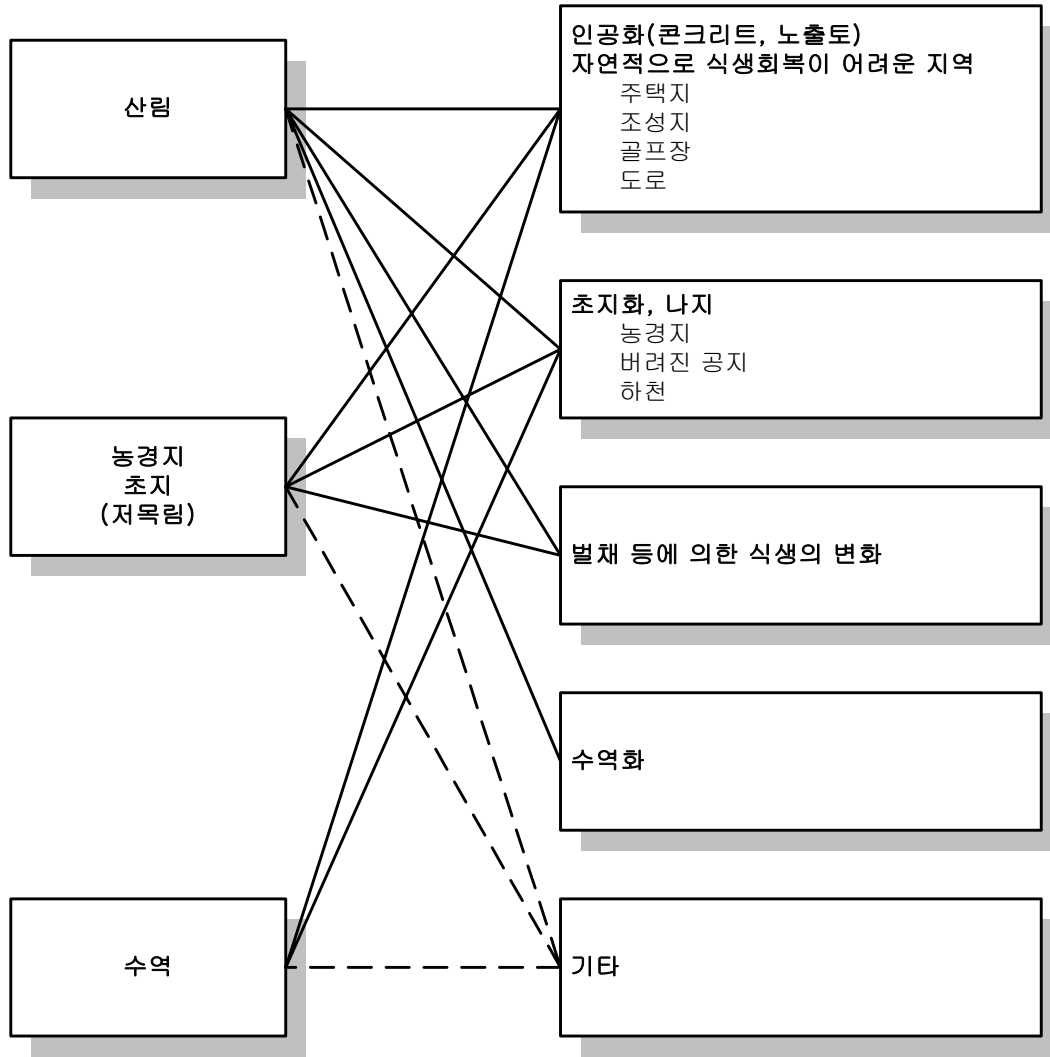 산림
농경지
초지
(저목림)
수역
인공화(콘크리트, 노출토)
자연적으로 식생회복이 어려운 지역
주택지
조성지
골프장
도로
초지화, 나지
농경지
버려진 공지
하천
벌채 등에 의한 식생의 변화
수역화
기타